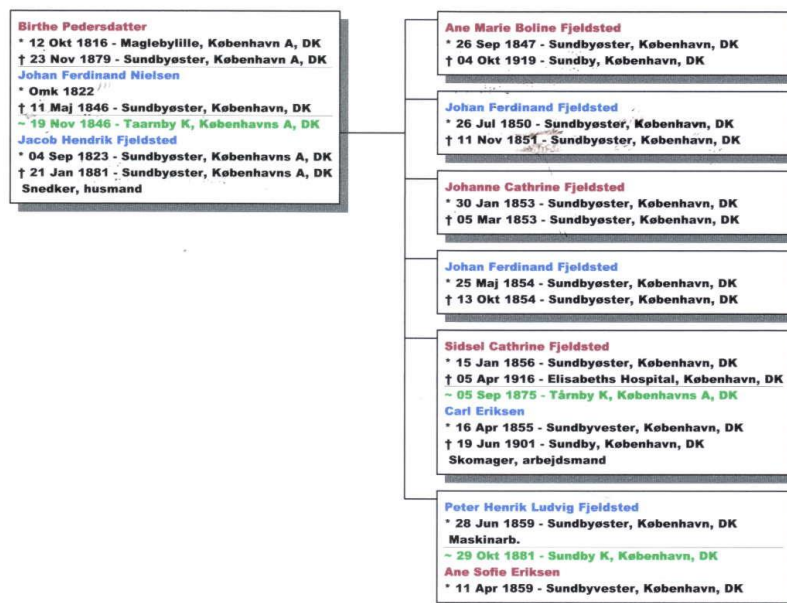 Birthe Pedersdatter
* 12 Okt 1816 - Maglebylille, København A, DK
† 23 Nov 1879 - Sundbyøster, København A, DK
Johan Ferdinand Nielsen
* Omk 1822
† 11 Maj 1846 - Sundbyøster, København, DK
~ 19 Nov 1846 - Taarnby K, Københavns A, DK
Jacob Hendrik Fjeldsted
* 04 Sep 1823 - Sundbyøster, Københavns A, DK
† 21 Jan 1881 - Sundbyøster, Københavns A, DK
Snedker, husmand
Ane Marie Boline Fjeldsted
* 26 Sep 1847 - Sundbyøster, København, DK
† 04 Okt 1919 - Sundby, København, DK
Johan Ferdinand Fjeldsted
* 26 Jul 1850 - Sundbyøster, København, DK
† 11 Nov 1851 - Sundbyøster, København, DK
Johanne Cathrine Fjeldsted
* 30 Jan 1853 - Sundbyøster, København, DK
† 05 Mar 1853 - Sundbyøster, København, DK
Johan Ferdinand Fjeldsted
* 25 Maj 1854 - Sundbyøster, København, DK
† 13 Okt 1854 - Sundbyøster, København, DK
Sidsel Cathrine Fjeldsted
* 15 Jan 1856 - Sundbyøster, København, DK
† 05 Apr 1916 - Elisabeths Hospital, København, DK
~ 05 Sep 1875 - Tårnby K, Københavns A, DK
Carl Eriksen
* 16 Apr 1855 - Sundbyvester, København, DK
† 19 Jun 1901 - Sundby, København, DK
Skomager, arbejdsmand
Peter Henrik Ludvig Fjeldsted
* 28 Jun 1859 - Sundbyøster, København, DK
Maskinarb.
~ 29 Okt 1881 - Sundby K, København, DK
Ane Sofie Eriksen
* 11 Apr 1859 - Sundbyvester, København, DK